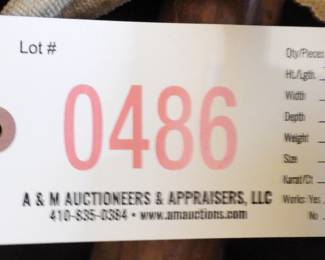 Lot #
0486
A & M AUCTIONEERS & APPRAISERS, LLC
410-835-0384 • www.amauctions.com
Qty/Pieces
Ht./Lgth.
Width
Depth
Weight
Size
Karat/Ct
Works: Yes
No